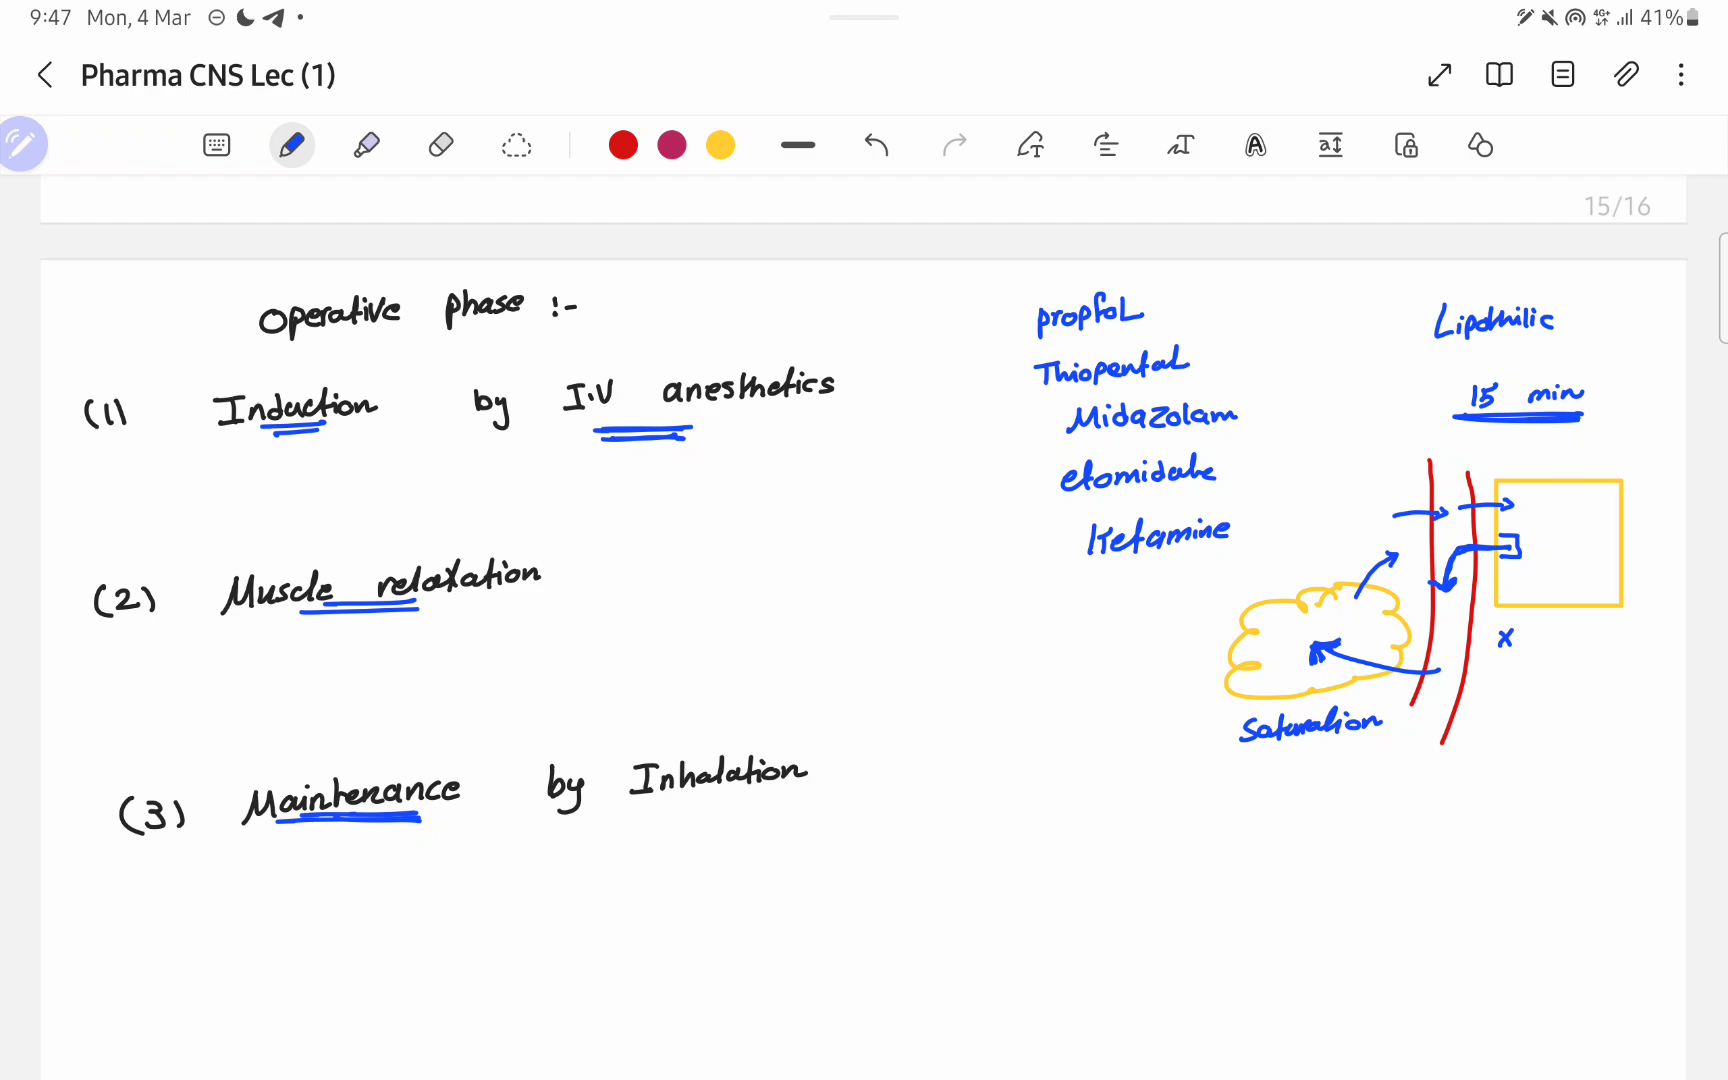 9:47 Mon, 4 Mar
4G+ 41%
Pharma CNS Lec (1)
15/16
Operative phase :-
(1) Induction by I.V anesthetics
(2) Muscle relaxation
(3) Maintenance by Inhalation
propfol
Thiopental
Midazolam
etomidate
Ketamine
Lipophilic
15 min
x
Saturation